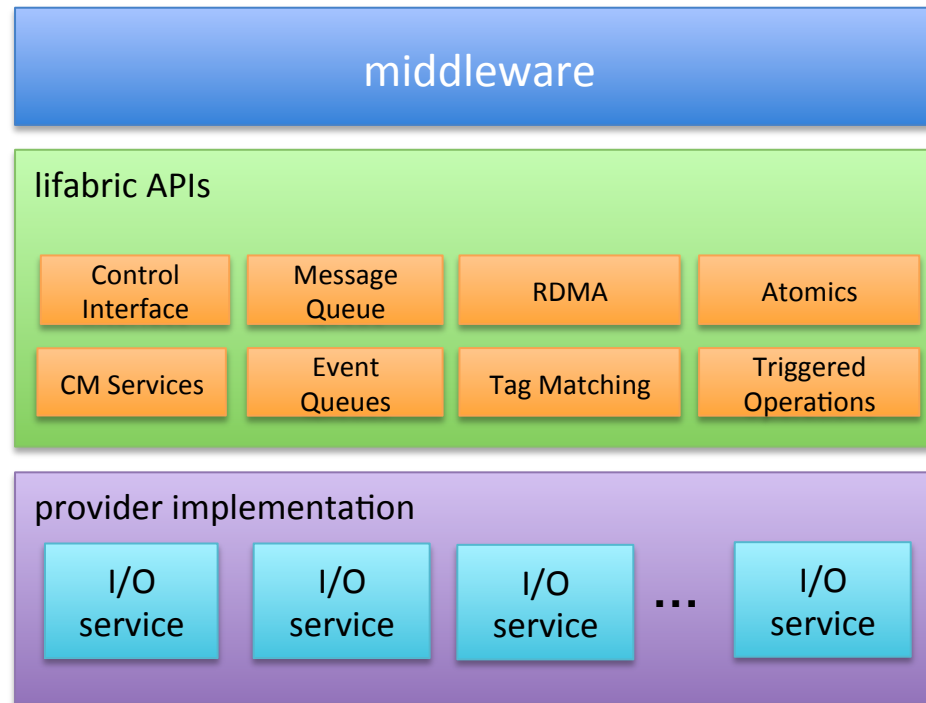 middleware
lifabric APIs
Control
Interface
Message
Queue
RDMA
Atomics
CM Services
Event
Queues
Tag Matching
Triggered
Operations
provider implementation
I/O
service
I/O
service
I/O
service
...
I/O
service